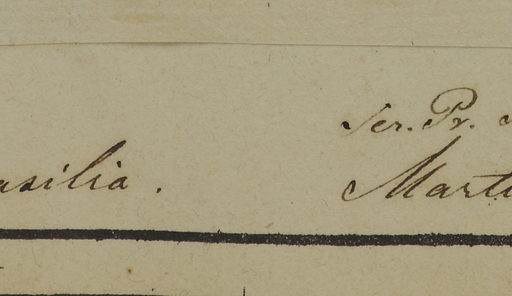 Ser. Pr.
asilia. Mart